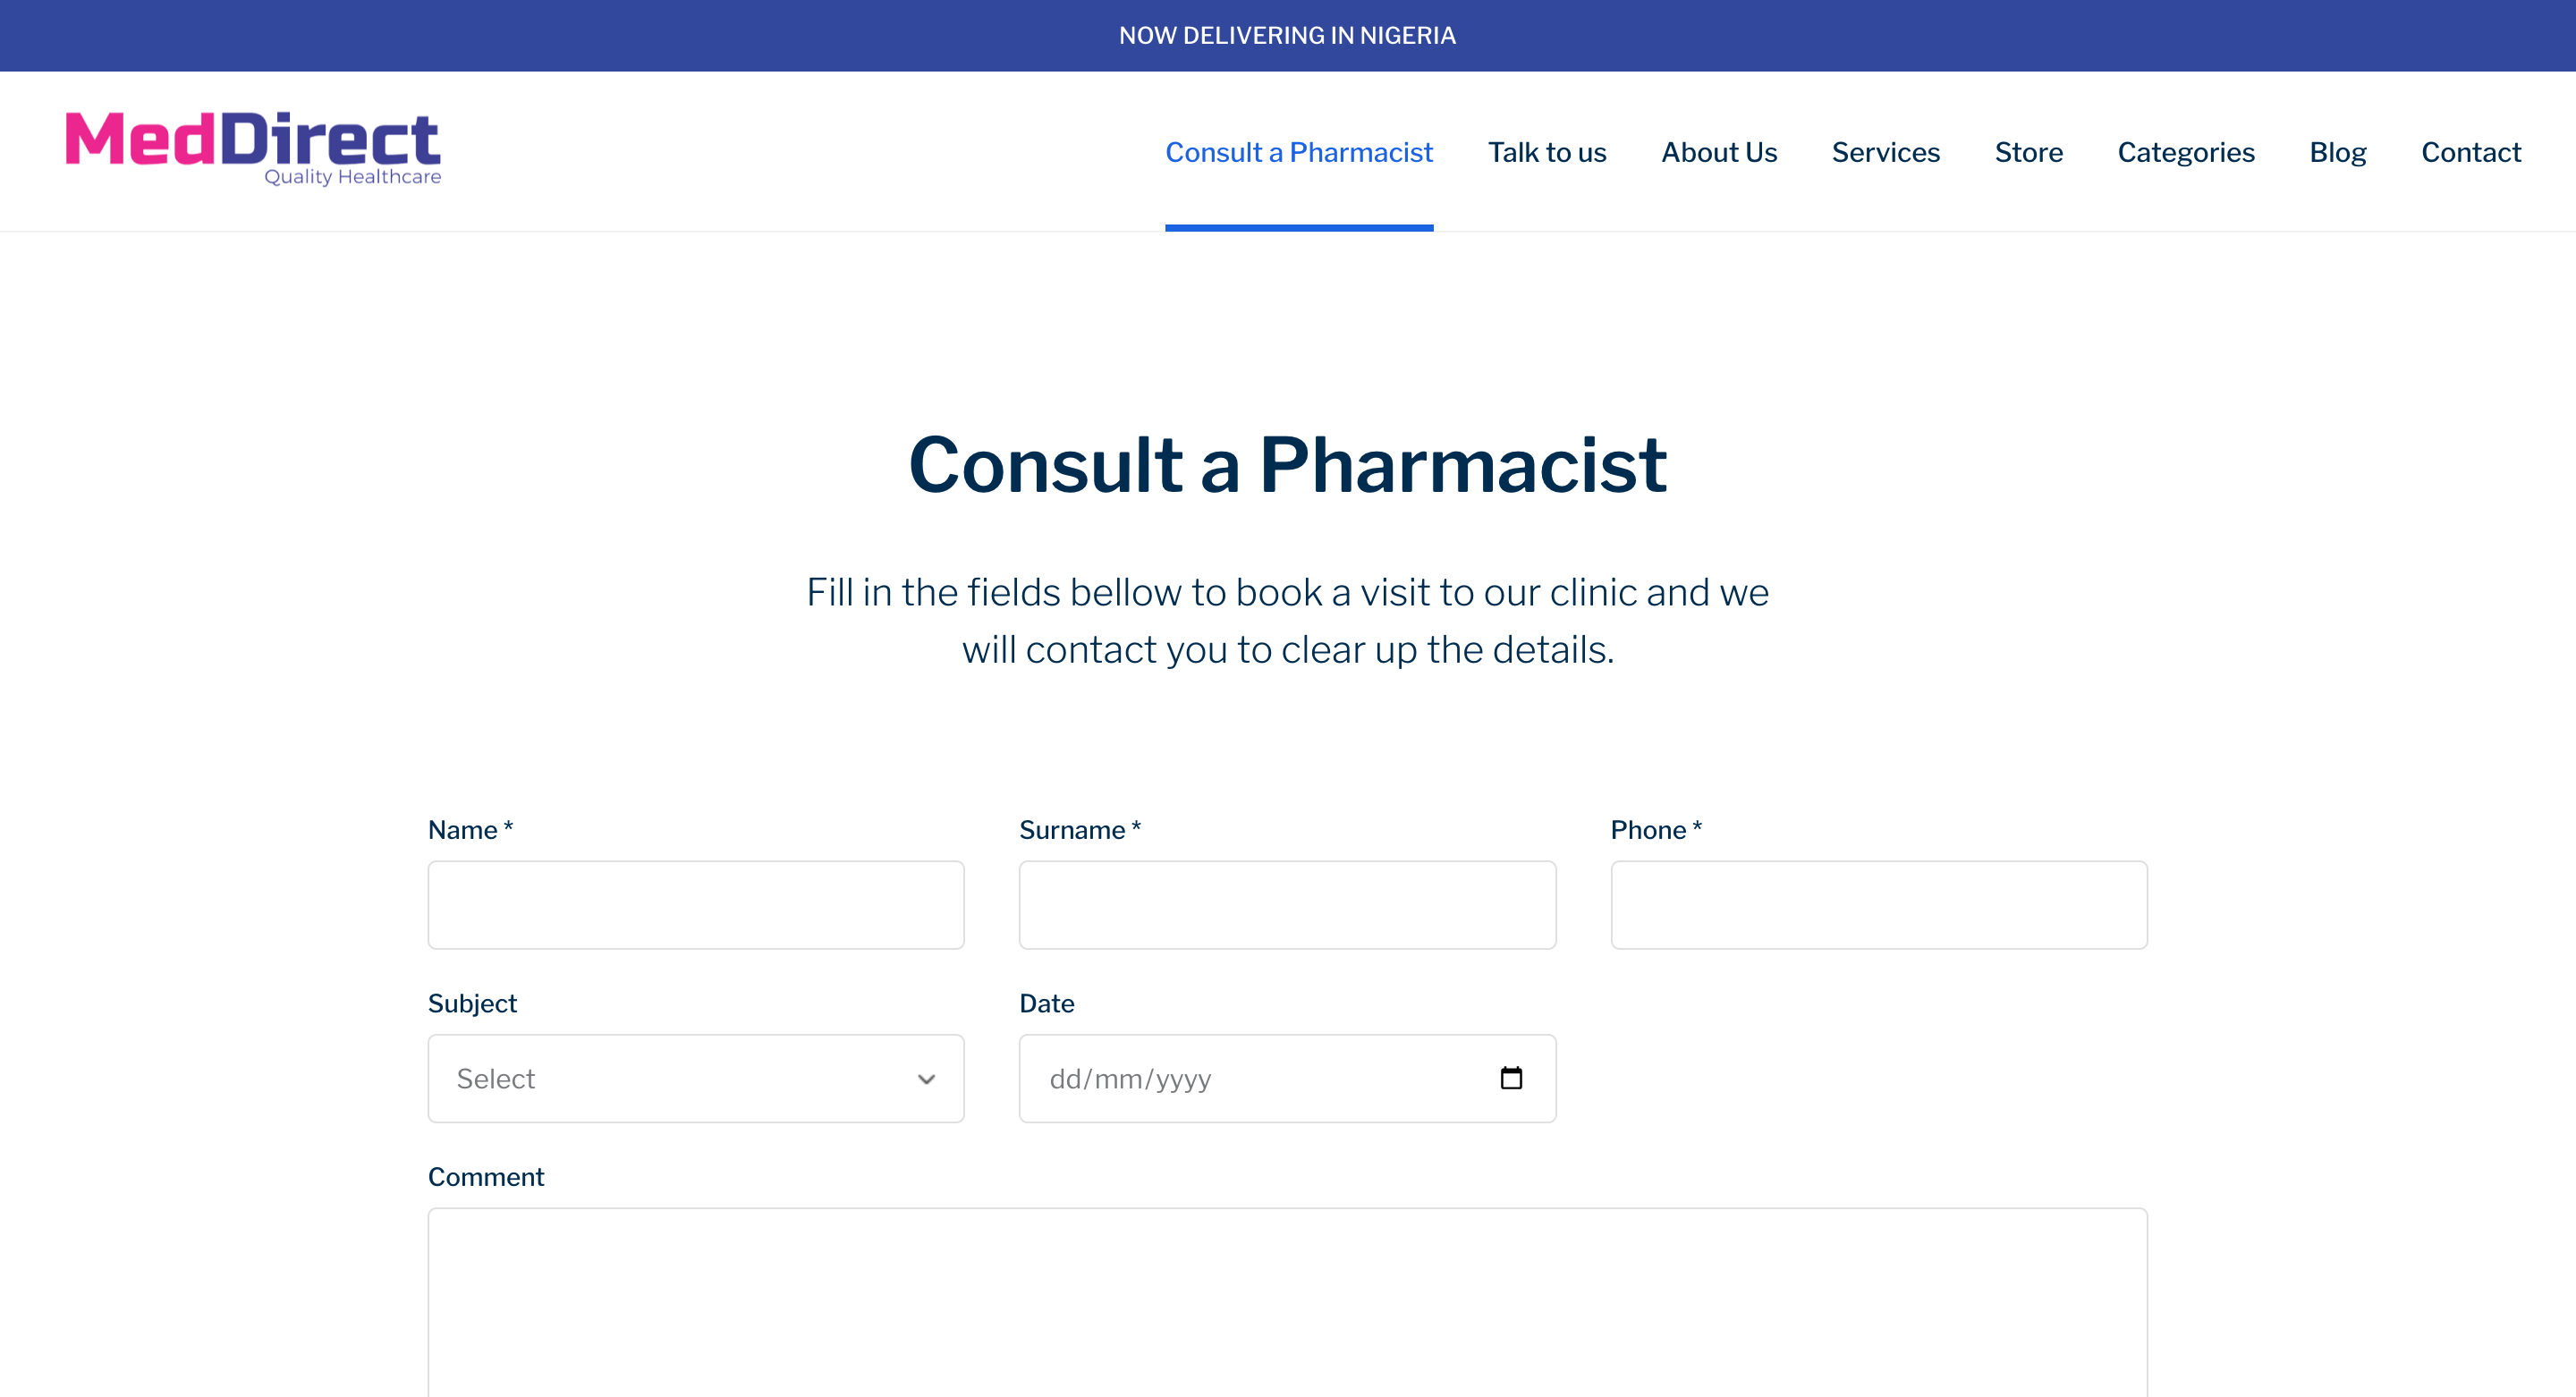 NOW DELIVERING IN NIGERIA
MedDirect
Quality Healthcare
Consult a Pharmacist
Talk to us
About Us
Services
Store
Categories
Blog
Contact
Consult a Pharmacist
Fill in the fields bellow to book a visit to our clinic and we
will contact you to clear up the details.
Name *
Surname *
Phone *
Subject
Date
Select
dd/mm/yyyy
Comment